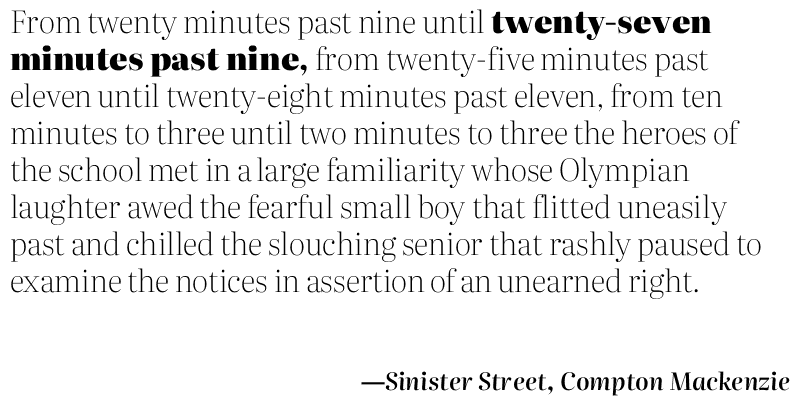 From twenty minutes past nine until twenty-seven
minutes past nine, from twenty-five minutes past
eleven until twenty-eight minutes past eleven, from ten
minutes to three until two minutes to three the heroes of
the school met in a large familiarity whose Olympian
laughter awed the fearful small boy that flitted uneasily
past and chilled the slouching senior that rashly paused to
examine the notices in assertion of an unearned right.
—Sinister Street, Compton Mackenzie